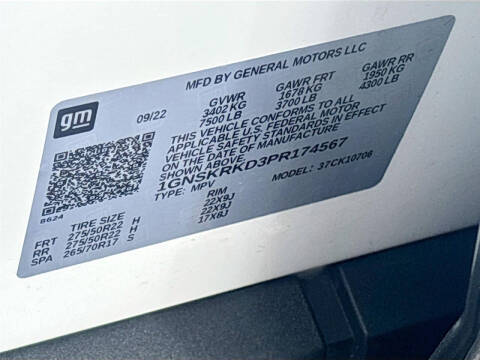 MFD BY GENERAL MOTORS LLC
gm
09/22
GVWR GAWR FRT GAWR RR
3402 KG 1678 KG 1950 KG
7500 LB 3700 LB 4300 LB
THIS VEHICLE CONFORMS TO ALL
APPLICABLE U.S. FEDERAL MOTOR
VEHICLE SAFETY STANDARDS IN EFFECT
ON THE DATE OF MANUFACTURE
SHOWN ABOVE.
1GNSKRKD3PR174567
TYPE: MPV MODEL: 37CK10706
8624
TIRE SIZE RIM
FRT 275/50R22 H 22X9J
RR 275/50R22 H 22X9J
SPA 265/70R17 S 17X8J